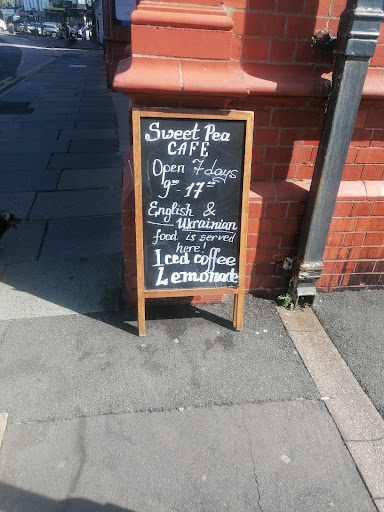 Sweet Pea
CAFE
Open 7 days
9⁰⁰ - 17⁰⁰
English &
Ukrainian
food is served
here!
Iced coffee
Lemonade